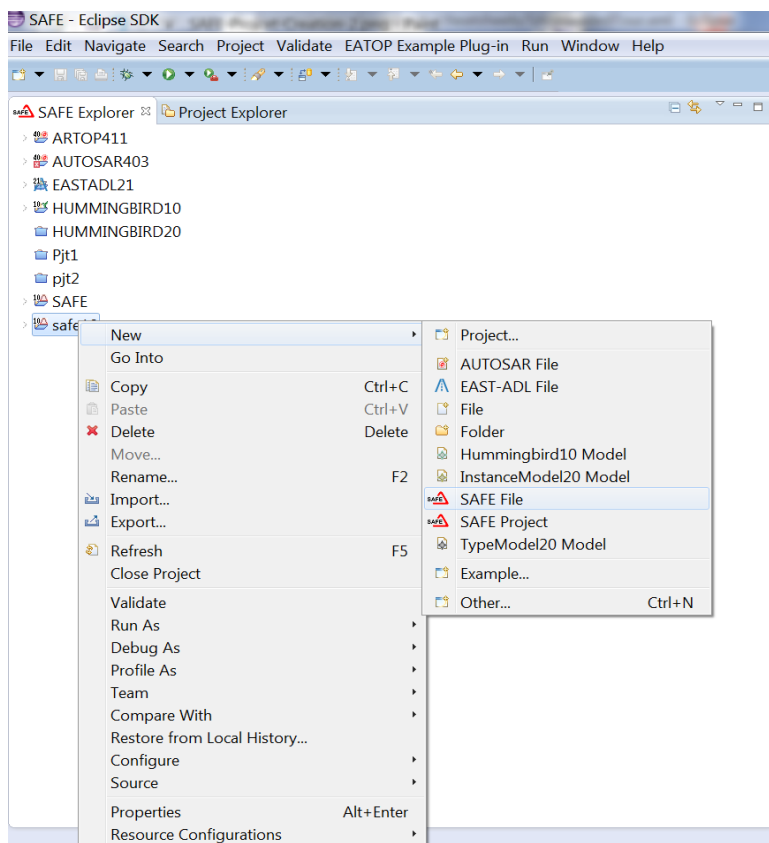 SAFE - Eclipse SDK
File Edit Navigate Search Project Validate EATOP Example Plug-in Run Window Help
SAFE SAFE Explorer Project Explorer
ARTOP411
AUTOSAR403
EASTADL21
HUMMINGBIRD10
HUMMINGBIRD20
Pjt1
pjt2
SAFE
safe
New
Go Into
Copy Ctrl+C
Paste Ctrl+V
Delete Delete
Move...
Rename... F2
Import...
Export...
Refresh F5
Close Project
Validate
Run As
Debug As
Profile As
Team
Compare With
Restore from Local History...
Configure
Source
Properties Alt+Enter
Resource Configurations
Project...
AUTOSAR File
EAST-ADL File
File
Folder
Hummingbird10 Model
InstanceModel20 Model
SAFE SAFE File
SAFE SAFE Project
TypeModel20 Model
Example...
Other... Ctrl+N